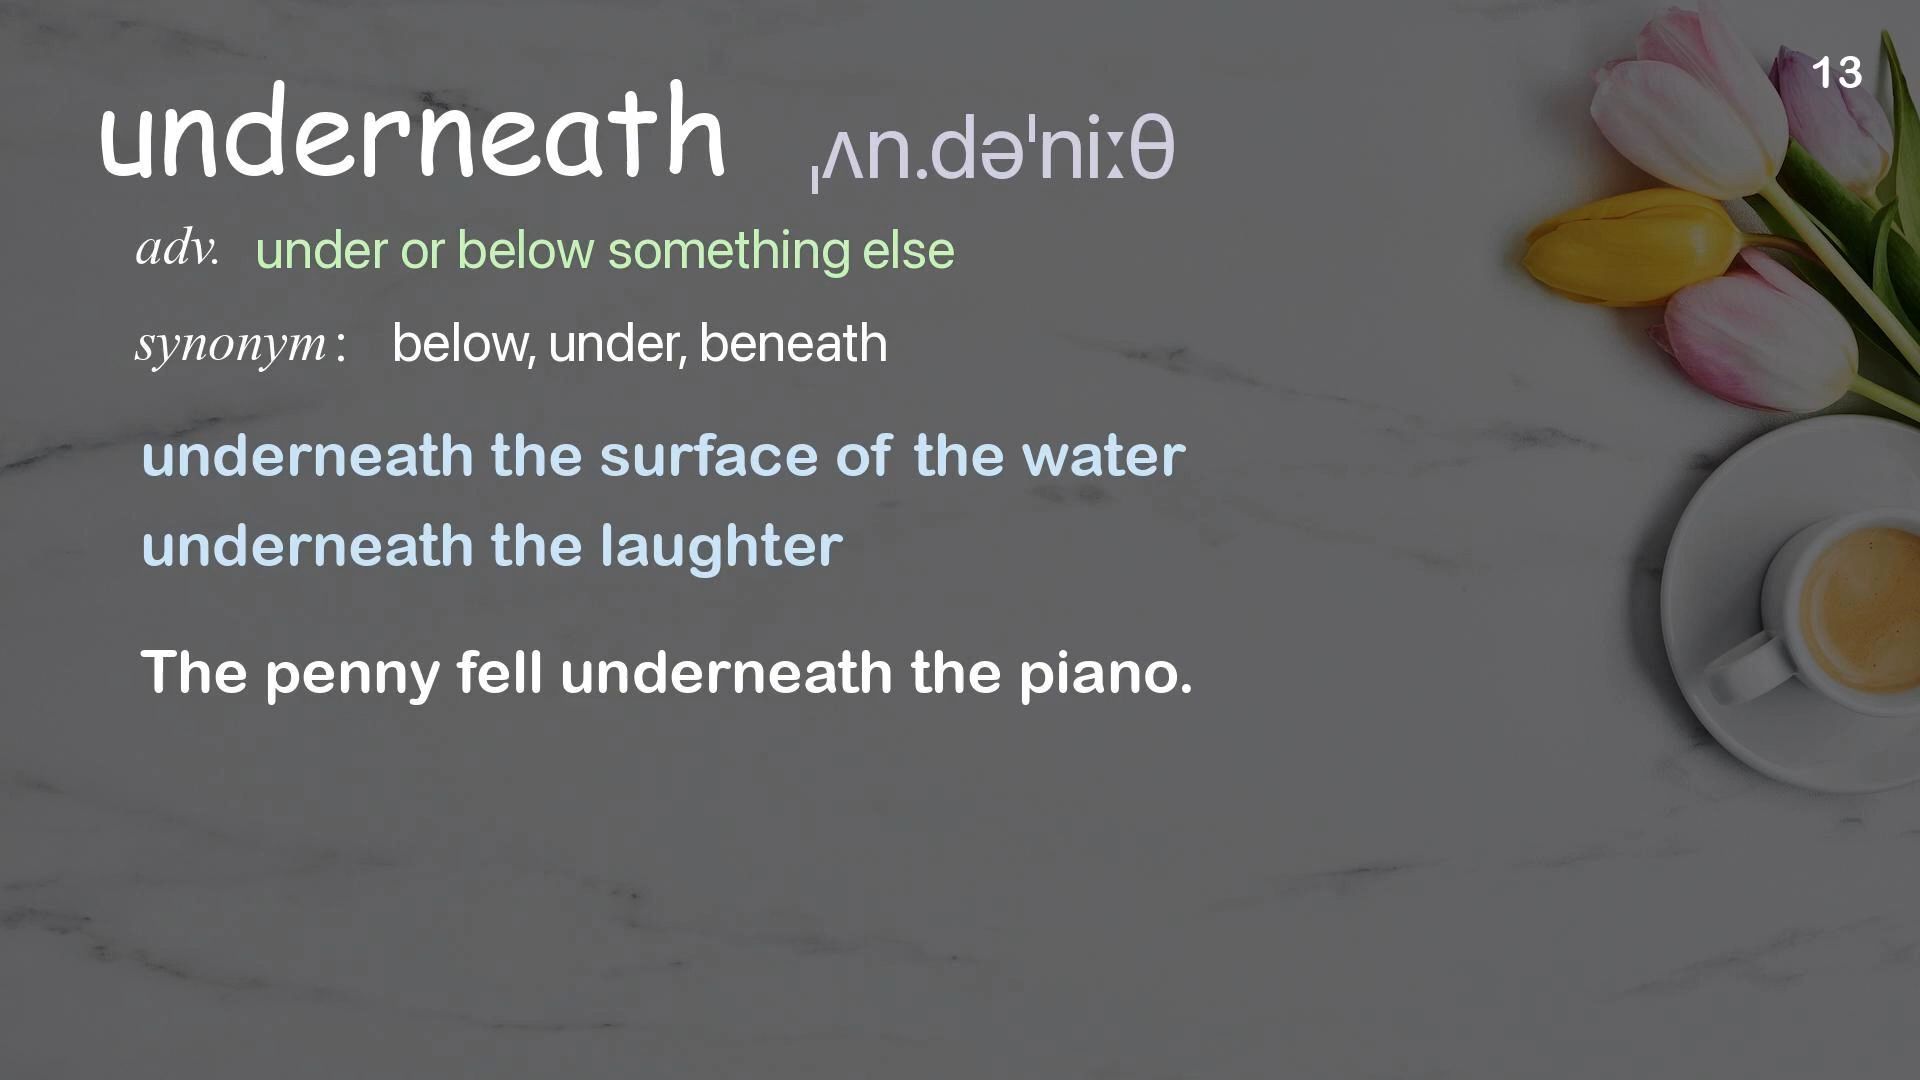 13
underneath ˌʌn.dəˈniːθ
adv. under or below something else
synonym: below, under, beneath
underneath the surface of the water
underneath the laughter
The penny fell underneath the piano.